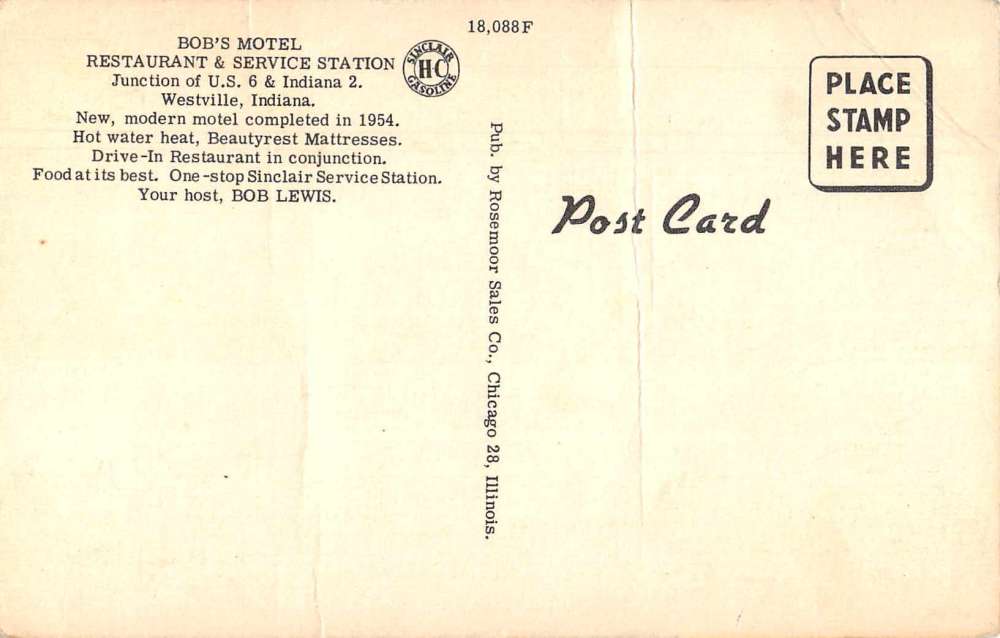 18,088F
BOB'S MOTEL
RESTAURANT & SERVICE STATION
Junction of U.S. 6 & Indiana 2.
Westville, Indiana.
New, modern motel completed in 1954.
Hot water heat, Beautyrest Mattresses.
Drive-In Restaurant in conjunction.
Food at its best. One-stop Sinclair Service Station.
Your host, BOB LEWIS.
SINCLAIR
HC
GASOLINE
Pub. by Rosemoor Sales Co., Chicago 28, Illinois.
Post Card
PLACE
STAMP
HERE